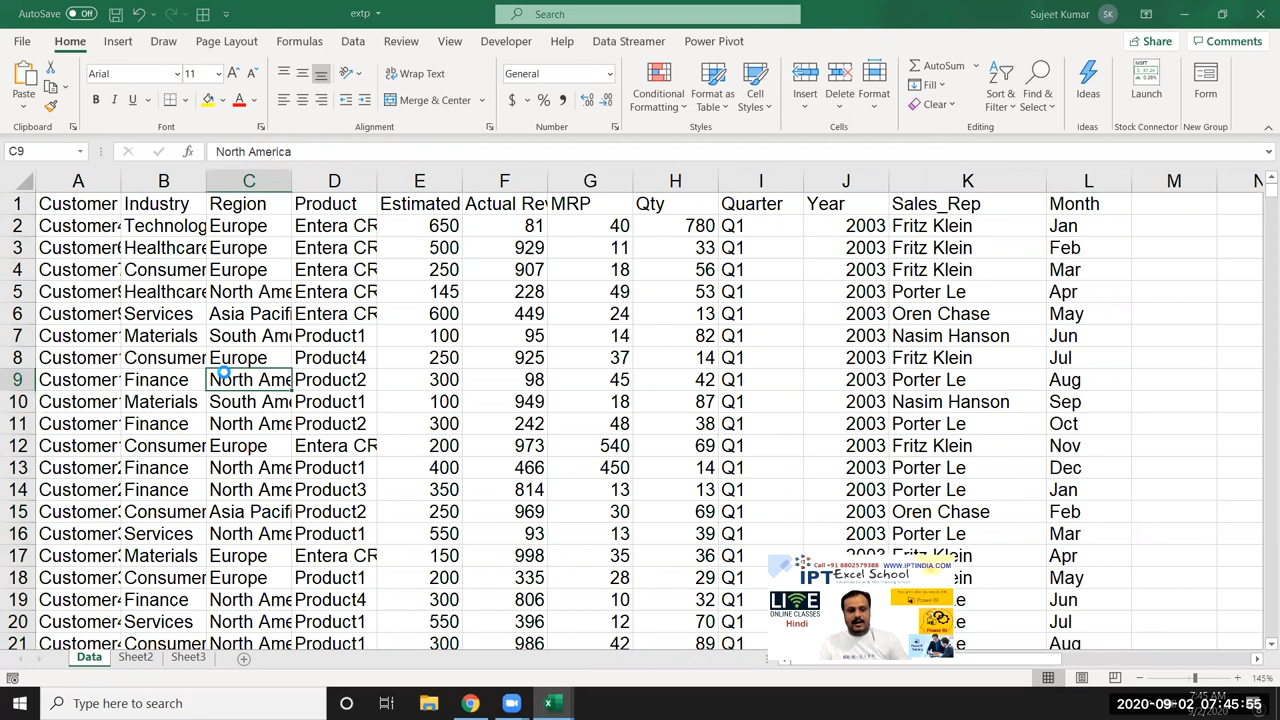 AutoSave Off extp Search Sujeet Kumar SK
File Home Insert Draw Page Layout Formulas Data Review View Developer Help Data Streamer Power Pivot Share Comments
Paste Arial 11 Wrap Text General Conditional Formatting Format as Table Cell Styles Insert Delete Format AutoSum Fill Clear Sort & Filter Find & Select Ideas Launch Form
B I U Merge & Center $ %
Clipboard Font Alignment Number Styles Cells Editing Ideas Stock Connector New Group
C9 fx North America
A B C D E F G H I J K L M N
1 Customer Industry Region Product Estimated Actual Rev MRP Qty Quarter Year Sales_Rep Month
2 Customer Technolog Europe Entera CR 650 81 40 780 Q1 2003 Fritz Klein Jan
3 Customer Healthcare Europe Entera CR 500 929 11 33 Q1 2003 Fritz Klein Feb
4 Customer Consumer Europe Entera CR 250 907 18 56 Q1 2003 Fritz Klein Mar
5 Customer Healthcare North Ame Entera CR 145 228 49 53 Q1 2003 Porter Le Apr
6 Customer Services Asia Pacifi Entera CR 600 449 24 13 Q1 2003 Oren Chase May
7 Customer Materials South Ame Product1 100 95 14 82 Q1 2003 Nasim Hanson Jun
8 Customer Consumer Europe Product4 250 925 37 14 Q1 2003 Fritz Klein Jul
9 Customer Finance North Ame Product2 300 98 45 42 Q1 2003 Porter Le Aug
10 Customer Materials South Ame Product1 100 949 18 87 Q1 2003 Nasim Hanson Sep
11 Customer Finance North Ame Product2 300 242 48 38 Q1 2003 Porter Le Oct
12 Customer Consumer Europe Entera CR 200 973 540 69 Q1 2003 Fritz Klein Nov
13 Customer Finance North Ame Product1 400 466 450 14 Q1 2003 Porter Le Dec
14 Customer Finance North Ame Product3 350 814 13 13 Q1 2003 Porter Le Jan
15 Customer Finance Asia Pacifi Product2 250 969 30 69 Q1 2003 Oren Chase Feb
16 Customer Services North Ame Product1 550 93 13 39 Q1 2003 Porter Le Mar
17 Customer Materials Europe Entera CR 150 998 35 36 Q1 2003 Fritz Klein Apr
18 Customer Consumer Europe Product1 200 335 28 29 Q1 May
19 Customer Finance North Ame Product4 300 806 10 32 Q1 Jun
20 Customer Services North Ame Product1 550 396 12 70 Q1 Jul
21 Customer Finance North Ame Product1 300 986 42 89 Q1 Aug
Call +91 8802579388 WWW.IPTINDIA.COM
IPT Excel School
LIVE
ONLINE CLASSES
Hindi
Power BI
Data Sheet2 Sheet3
145%
Type here to search
7:45 AM
9/2/2020
2020-09-02 07:45:55